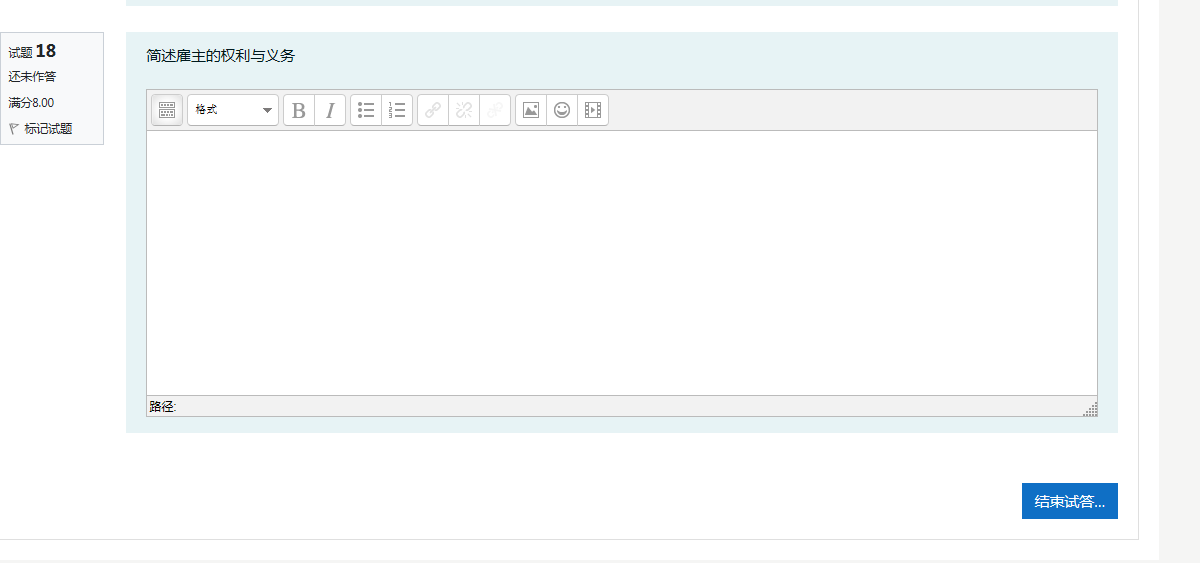 试题 18
还未作答
满分8.00
标记试题
简述雇主的权利与义务
格式
B I
路径:
结束试答...